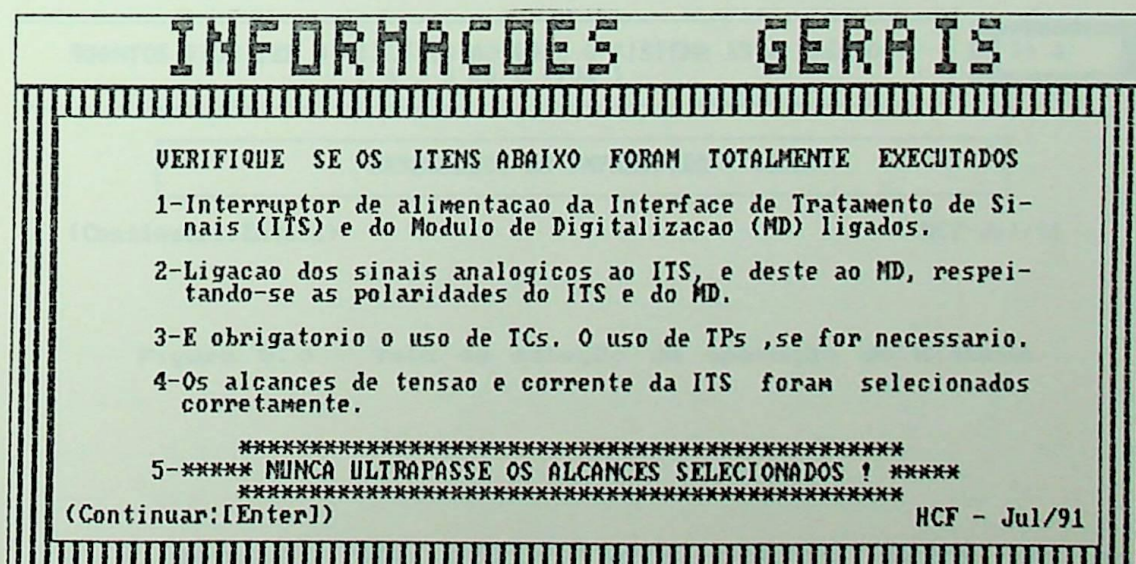 INFORMACOES GERAIS
VERIFIQUE SE OS ITENS ABAIXO FORAM TOTALMENTE EXECUTADOS
1-Interruptor de alimentacao da Interface de Tratamento de Si-
nais (ITS) e do Modulo de Digitalizacao (MD) ligados.
2-Ligacao dos sinais analogicos ao ITS, e deste ao MD, respei-
tando-se as polaridades do ITS e do MD.
3-E obrigatorio o uso de TCs. O uso de TPs ,se for necessario.
4-Os alcances de tensao e corrente da ITS foram selecionados
corretamente.
*********************************************************
5-***** NUNCA ULTRAPASSE OS ALCANCES SELECIONADOS ! *****
*********************************************************
(Continuar:[Enter]) HCF - Jul/91